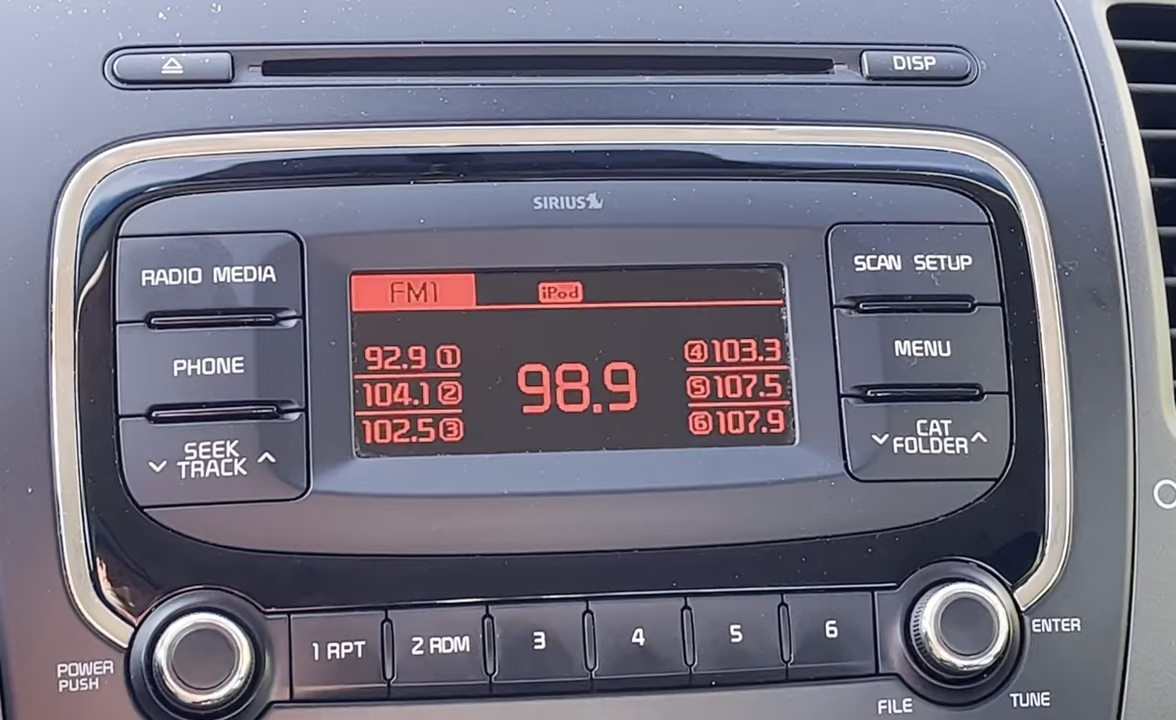 DISP
SIRIUS
RADIO MEDIA
PHONE
SEEK
TRACK
FM1 iPod
92.9 1
104.1 2
102.5 3
98.9
4 103.3
5 107.5
6 107.9
SCAN SETUP
MENU
CAT
FOLDER
POWER
PUSH
1 RPT 2 RDM 3 4 5 6
ENTER
FILE TUNE